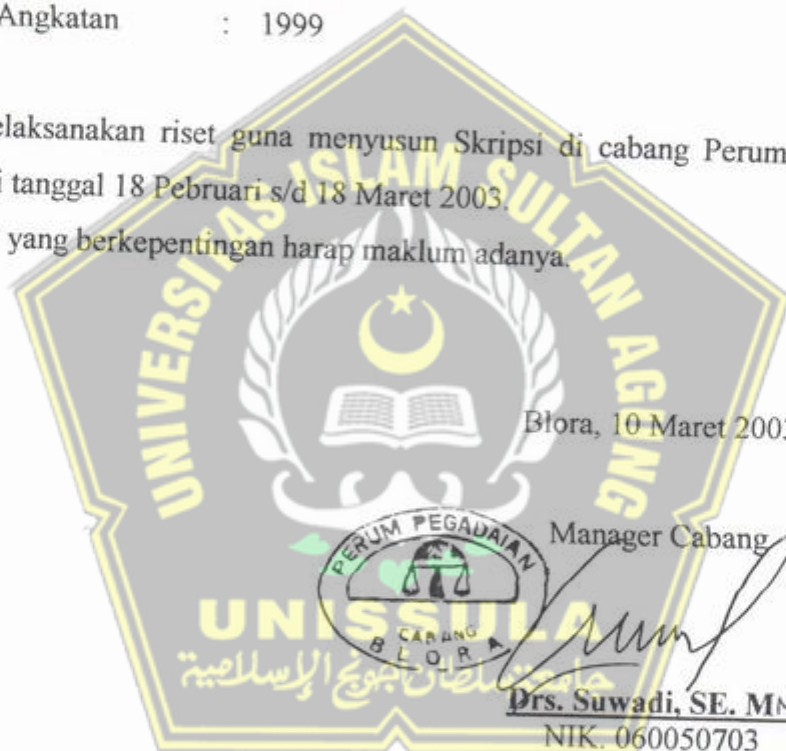 Angkatan : 1999
elaksanakan riset guna menyusun Skripsi di cabang Perum
i tanggal 18 Pebruari s/d 18 Maret 2003.
yang berkepentingan harap maklum adanya.
UNIVERSITAS ISLAM SULTAN AGUNG
Blora, 10 Maret 2003
Manager Cabang
PERUM PEGADAIAN
CABANG
BLORA
UNISSULA
جامعة سلطان أجونج الإسلامية
Drs. Suwadi, SE. MM
NIK. 060050703